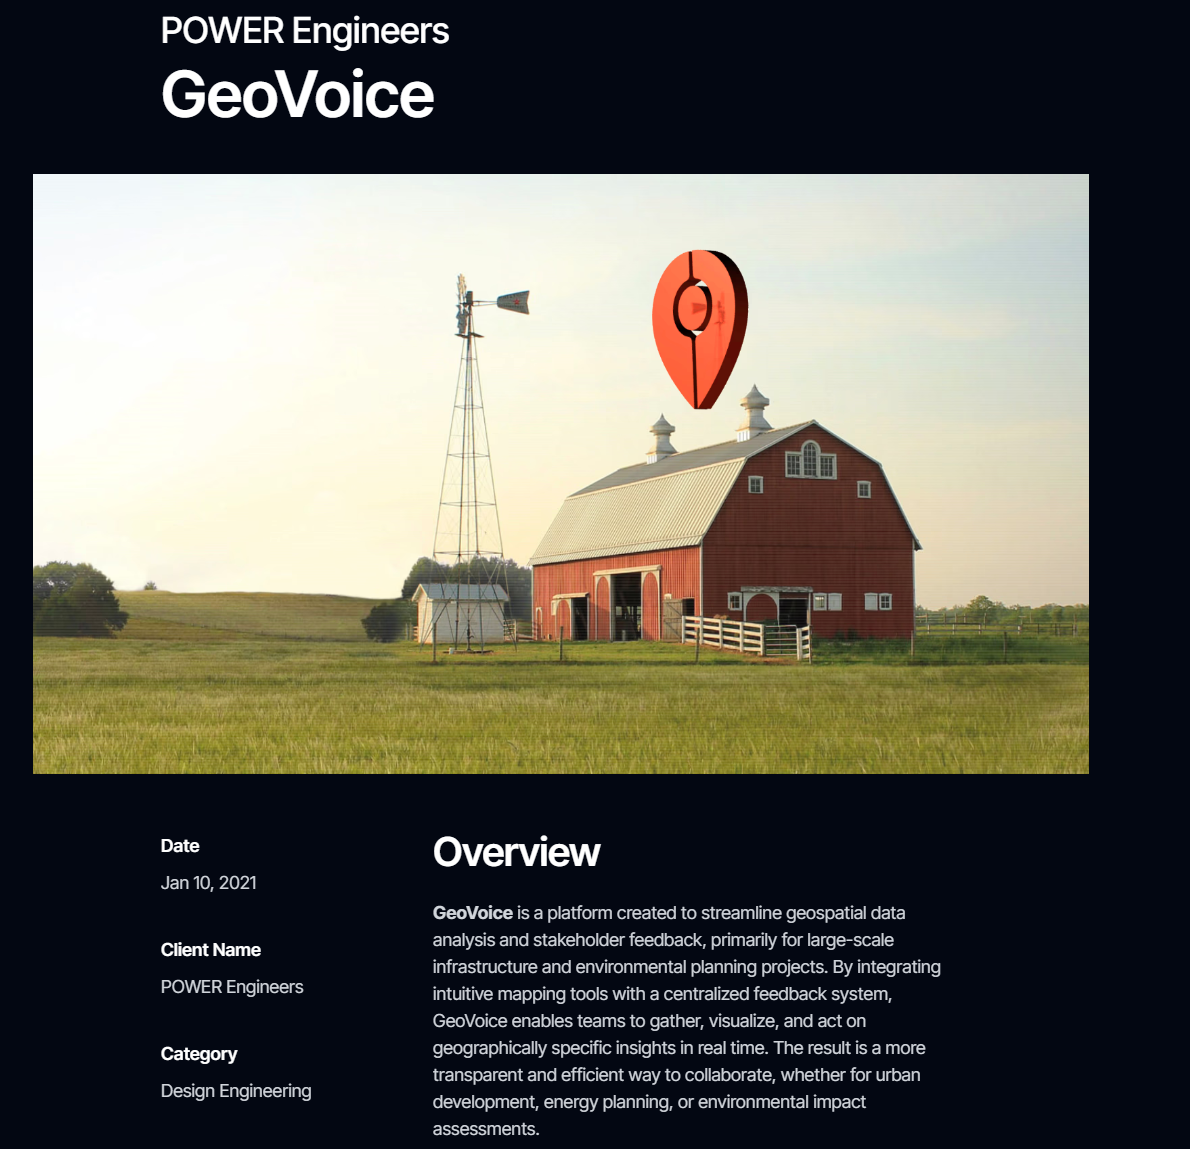 POWER Engineers
GeoVoice
Date
Jan 10, 2021
Client Name
POWER Engineers
Category
Design Engineering
Overview
GeoVoice is a platform created to streamline geospatial data
analysis and stakeholder feedback, primarily for large-scale
infrastructure and environmental planning projects. By integrating
intuitive mapping tools with a centralized feedback system,
GeoVoice enables teams to gather, visualize, and act on
geographically specific insights in real time. The result is a more
transparent and efficient way to collaborate, whether for urban
development, energy planning, or environmental impact
assessments.